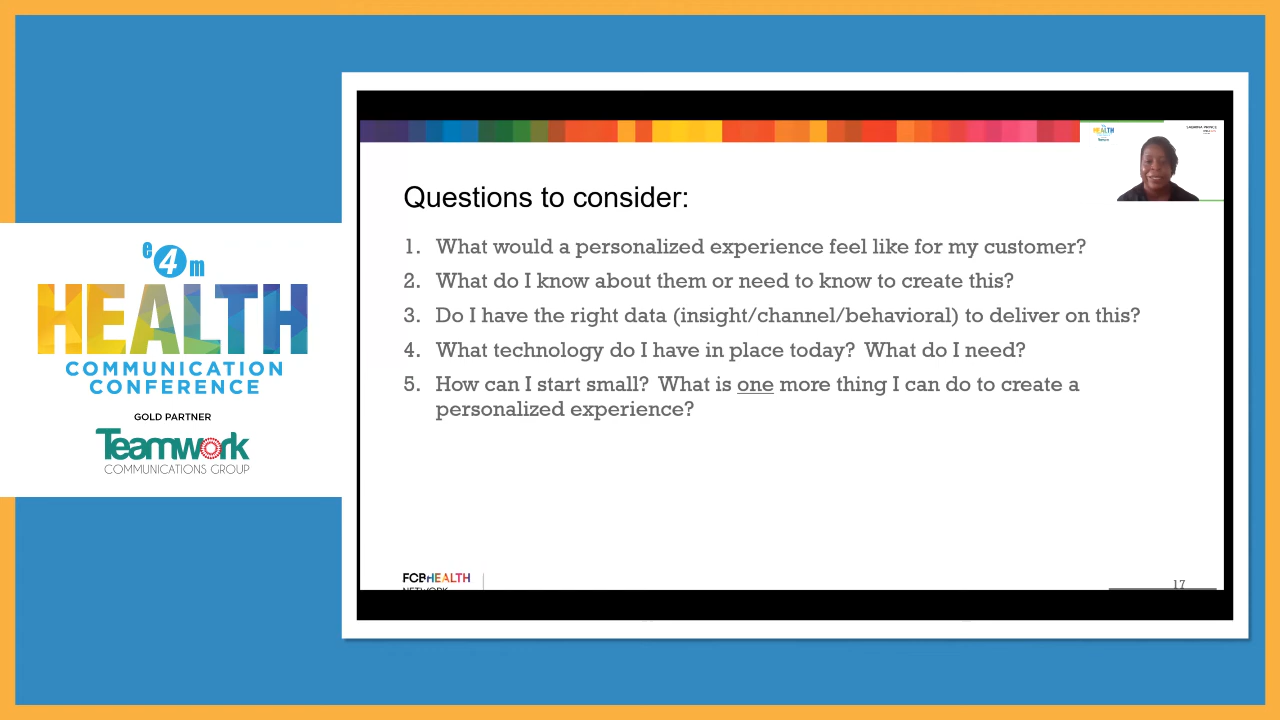 e4m
HEALTH
COMMUNICATION
CONFERENCE
GOLD PARTNER
Teamwork
COMMUNICATIONS GROUP
HEALTH
Questions to consider:
1. What would a personalized experience feel like for my customer?
2. What do I know about them or need to know to create this?
3. Do I have the right data (insight/channel/behavioral) to deliver on this?
4. What technology do I have in place today? What do I need?
5. How can I start small? What is one more thing I can do to create a
personalized experience?
FCB HEALTH
NETWORK
17